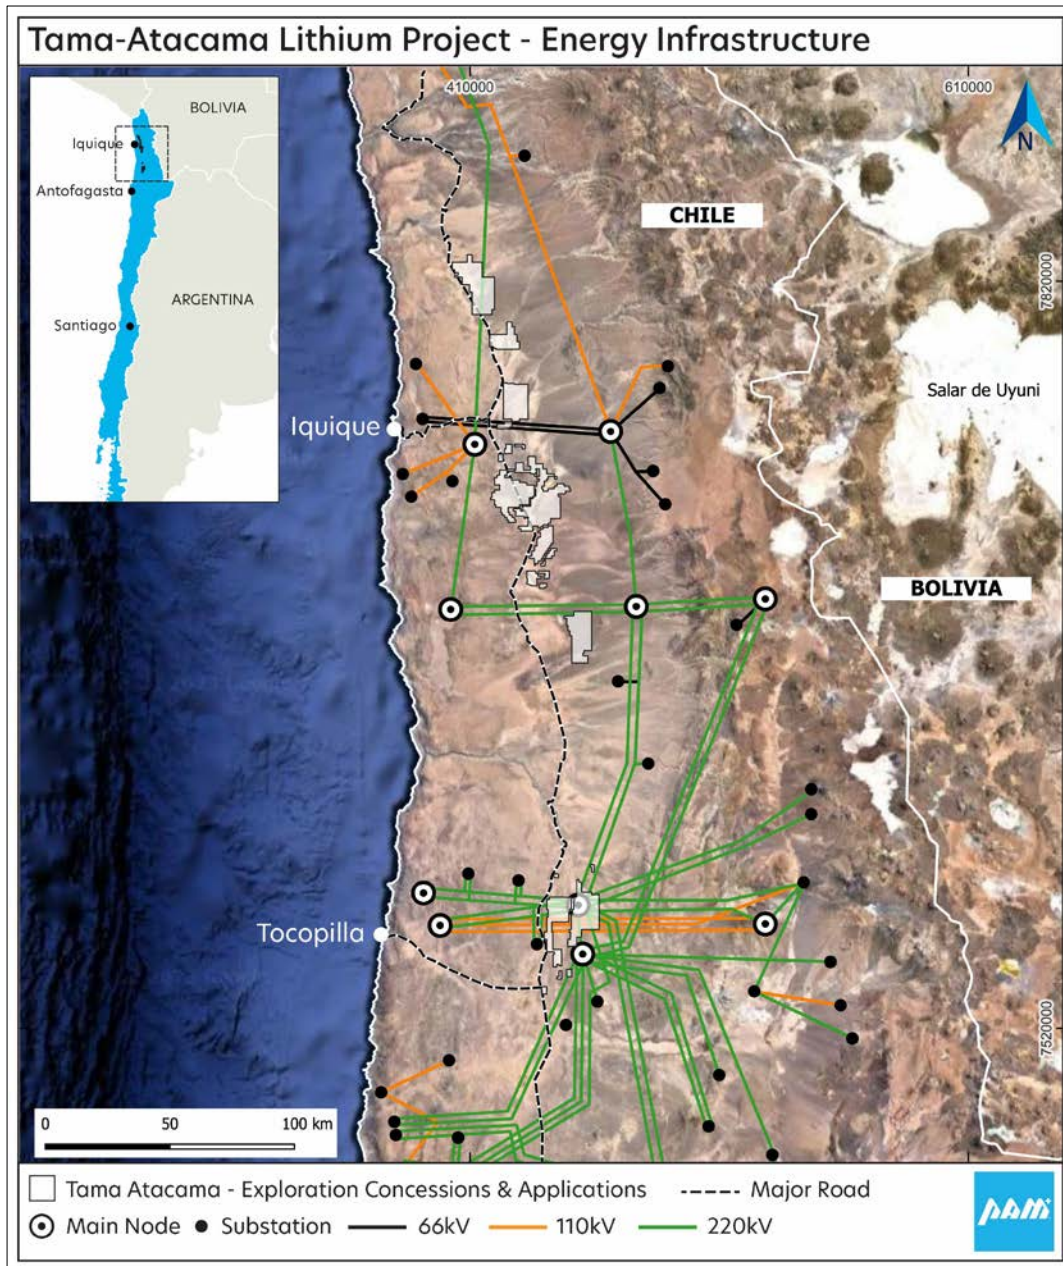 Tama-Atacama Lithium Project - Energy Infrastructure
410000
610000
BOLIVIA
Iquique
Antofagasta
ARGENTINA
Santiago
N
CHILE
7820000
Salar de Uyuni
Iquique
BOLIVIA
Tocopilla
7520000
0 50 100 km
Tama Atacama - Exploration Concessions & Applications Major Road
Main Node Substation 66kV 110kV 220kV
PAM